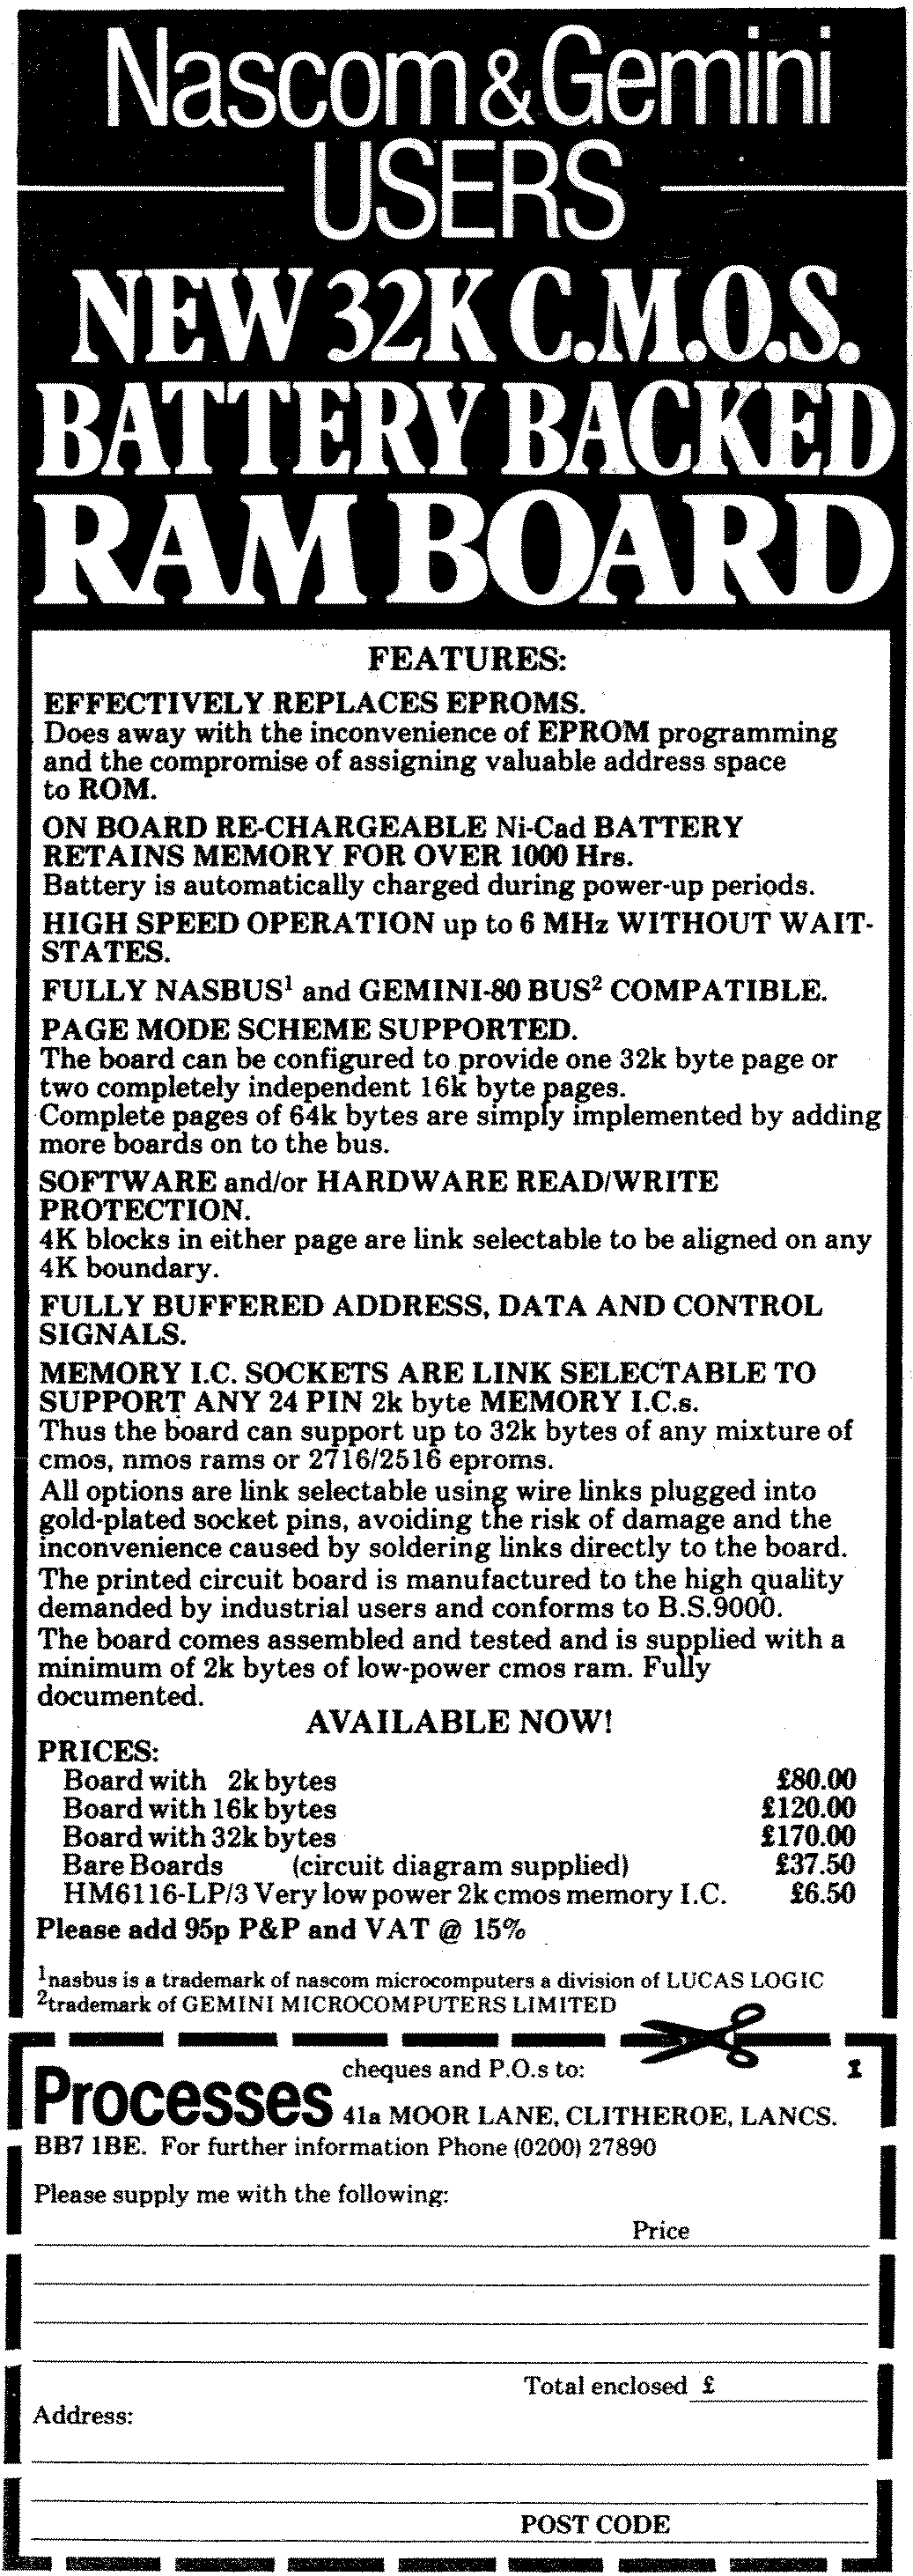 Nascom & Gemini
USERS
NEW 32K C.M.O.S.
BATTERY BACKED
RAM BOARD
FEATURES:
EFFECTIVELY REPLACES EPROMS.
Does away with the inconvenience of EPROM programming
and the compromise of assigning valuable address space
to ROM.
ON BOARD RE-CHARGEABLE Ni-Cad BATTERY
RETAINS MEMORY FOR OVER 1000 Hrs.
Battery is automatically charged during power-up periods.
HIGH SPEED OPERATION up to 6 MHz WITHOUT WAIT-
STATES.
FULLY NASBUS¹ and GEMINI-80 BUS² COMPATIBLE.
PAGE MODE SCHEME SUPPORTED.
The board can be configured to provide one 32k byte page or
two completely independent 16k byte pages.
Complete pages of 64k bytes are simply implemented by adding
more boards on to the bus.
SOFTWARE and/or HARDWARE READ/WRITE
PROTECTION.
4K blocks in either page are link selectable to be aligned on any
4K boundary.
FULLY BUFFERED ADDRESS, DATA AND CONTROL
SIGNALS.
MEMORY I.C. SOCKETS ARE LINK SELECTABLE TO
SUPPORT ANY 24 PIN 2k byte MEMORY I.C.s.
Thus the board can support up to 32k bytes of any mixture of
cmos, nmos rams or 2716/2516 eproms.
All options are link selectable using wire links plugged into
gold-plated socket pins, avoiding the risk of damage and the
inconvenience caused by soldering links directly to the board.
The printed circuit board is manufactured to the high quality
demanded by industrial users and conforms to B.S.9000.
The board comes assembled and tested and is supplied with a
minimum of 2k bytes of low-power cmos ram. Fully
documented.
AVAILABLE NOW!
PRICES:
Board with 2k bytes £80.00
Board with 16k bytes £120.00
Board with 32k bytes £170.00
Bare Boards (circuit diagram supplied) £37.50
HM6116-LP/3 Very low power 2k cmos memory I.C. £6.50
Please add 95p P&P and VAT @ 15%
¹nasbus is a trademark of nascom microcomputers a division of LUCAS LOGIC
²trademark of GEMINI MICROCOMPUTERS LIMITED
Processes cheques and P.O.s to: 1
41a MOOR LANE, CLITHEROE, LANCS.
BB7 1BE. For further information Phone (0200) 27890
Please supply me with the following:
Price
Total enclosed £
Address:
POST CODE